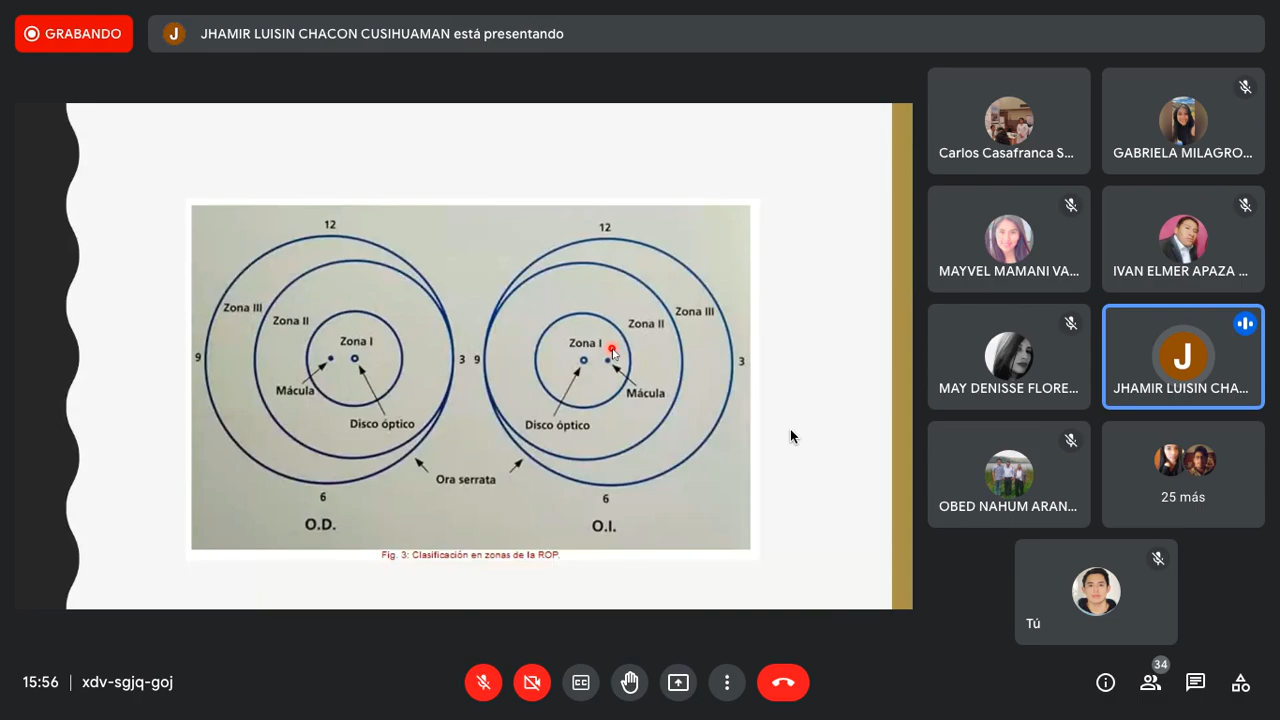 GRABANDO
J
JHAMIR LUISIN CHACON CUSIHUAMAN está presentando
12
12
Zona III
Zona II
Zona I
Zona I
Zona II
Zona III
9
3
9
3
Mácula
Mácula
Disco óptico
Disco óptico
Ora serrata
6
6
O.D.
O.I.
Fig. 3: Clasificación en zonas de la ROP.
Carlos Casafranca S...
GABRIELA MILAGRO...
MAYVEL MAMANI VA...
IVAN ELMER APAZA ...
MAY DENISSE FLORE...
J
JHAMIR LUISIN CHA...
OBED NAHUM ARAN...
25 más
Tú
15:56 | xdv-sgjq-goj
CC
34